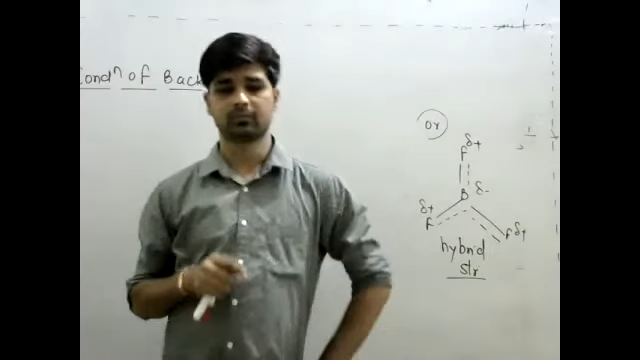 Condⁿ of Back
or
δ+
F
B δ-
δ+
F
F δ+
hybrid
str